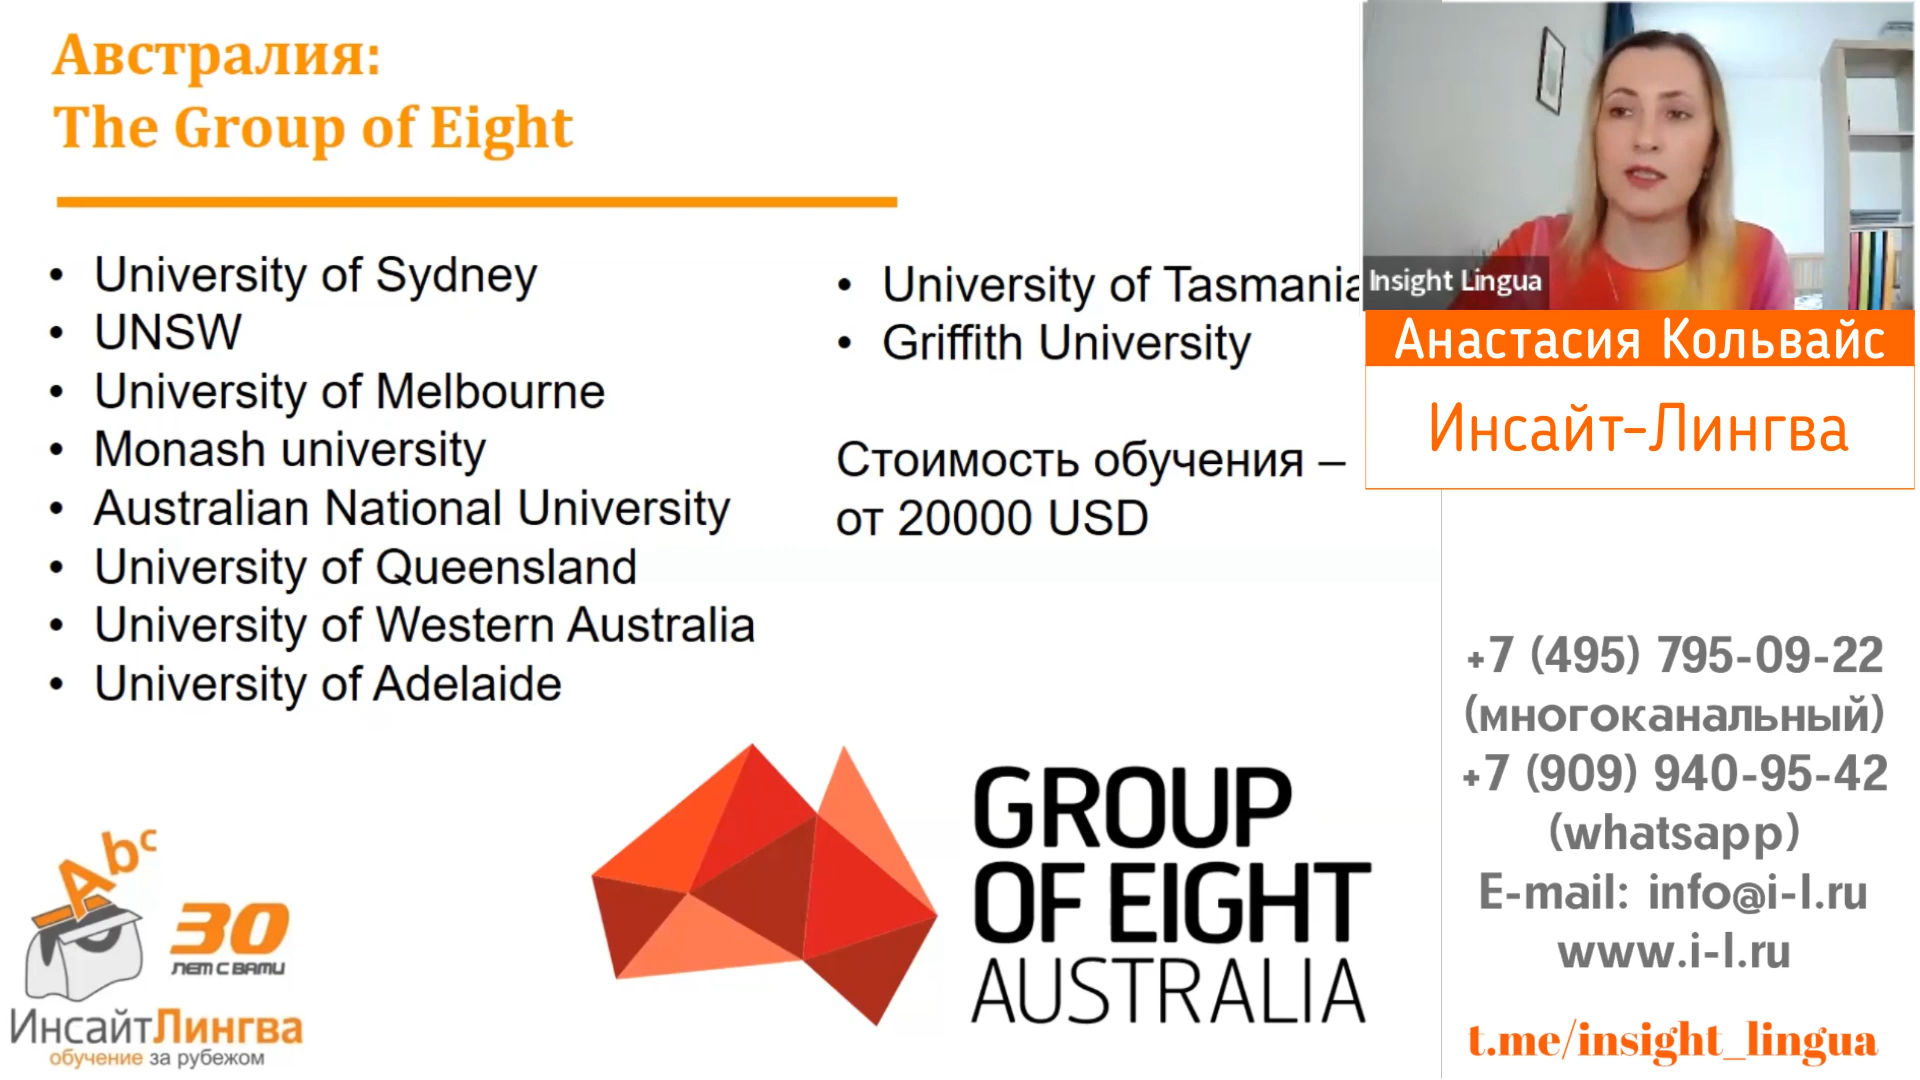 Австралия:
The Group of Eight
• University of Sydney
• UNSW
• University of Melbourne
• Monash university
• Australian National University
• University of Queensland
• University of Western Australia
• University of Adelaide
• University of Tasmania
• Griffith University
Стоимость обучения –
от 20000 USD
GROUP
OF EIGHT
AUSTRALIA
Abc
30
ЛЕТ С ВАМИ
ИнсайтЛингва
обучение за рубежом
Insight Lingua
Анастасия Кольвайс
Инсайт-Лингва
+7 (495) 795-09-22
(многоканальный)
+7 (909) 940-95-42
(whatsapp)
E-mail: info@i-l.ru
www.i-l.ru
t.me/insight_lingua